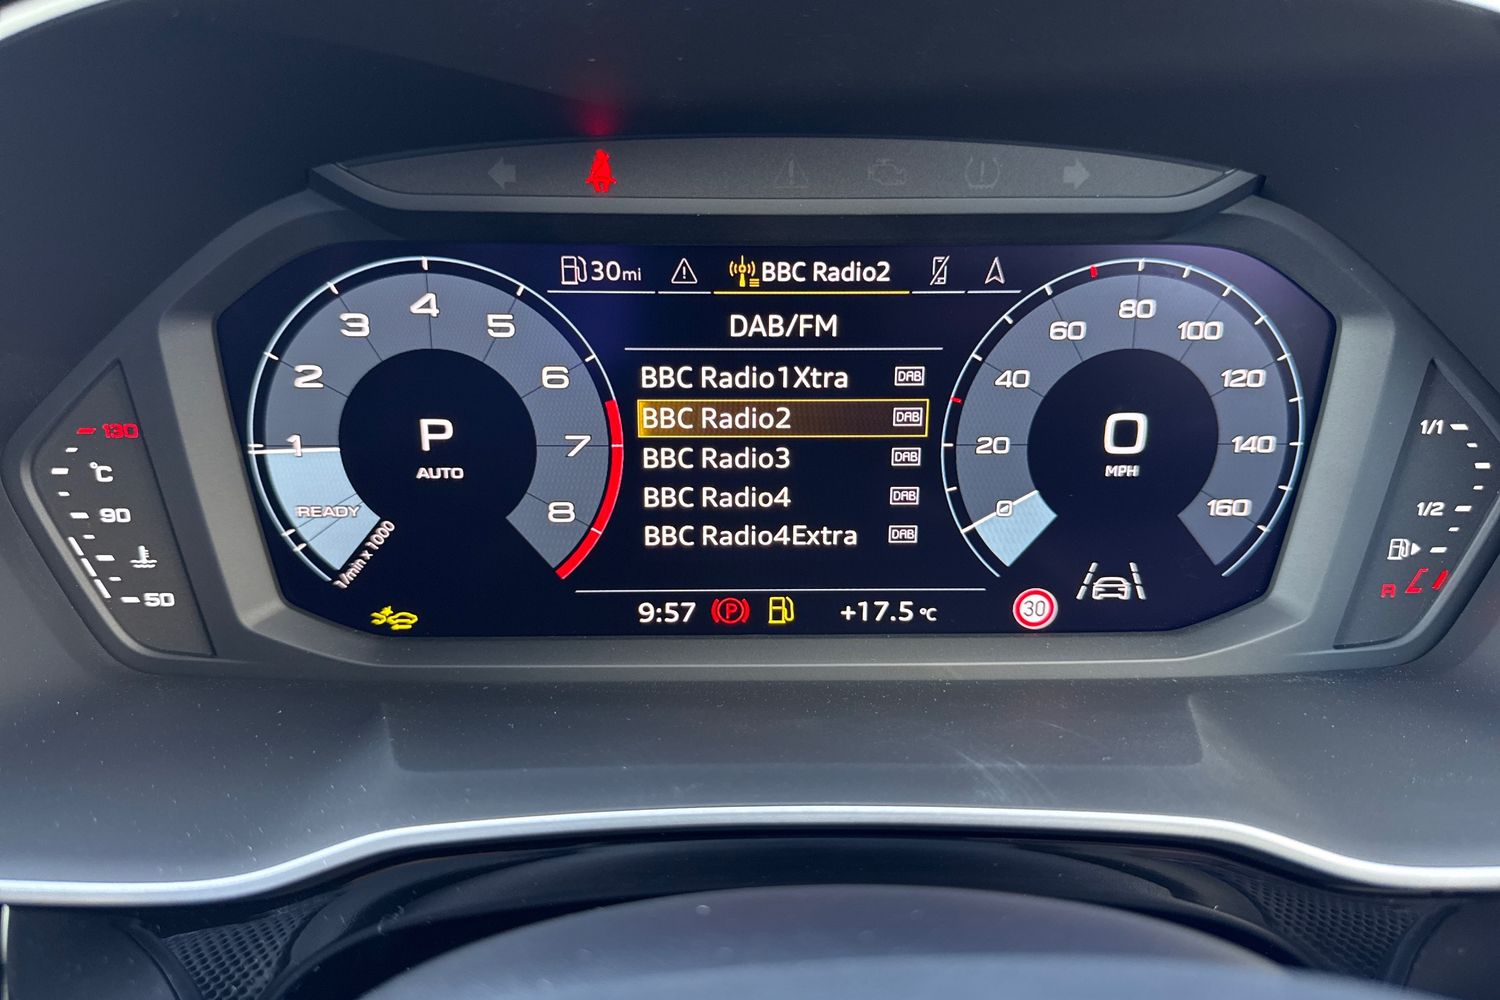 30mi
BBC Radio2
DAB/FM
BBC Radio1Xtra DAB
BBC Radio2 DAB
BBC Radio3 DAB
BBC Radio4 DAB
BBC Radio4Extra DAB
9:57 P +17.5°C
130
°C
90
50
1
2
3
4
5
6
7
8
READY
1/min x 1000
P
AUTO
0
20
40
60
80
100
120
140
160
0
MPH
30
1/1
1/2
R